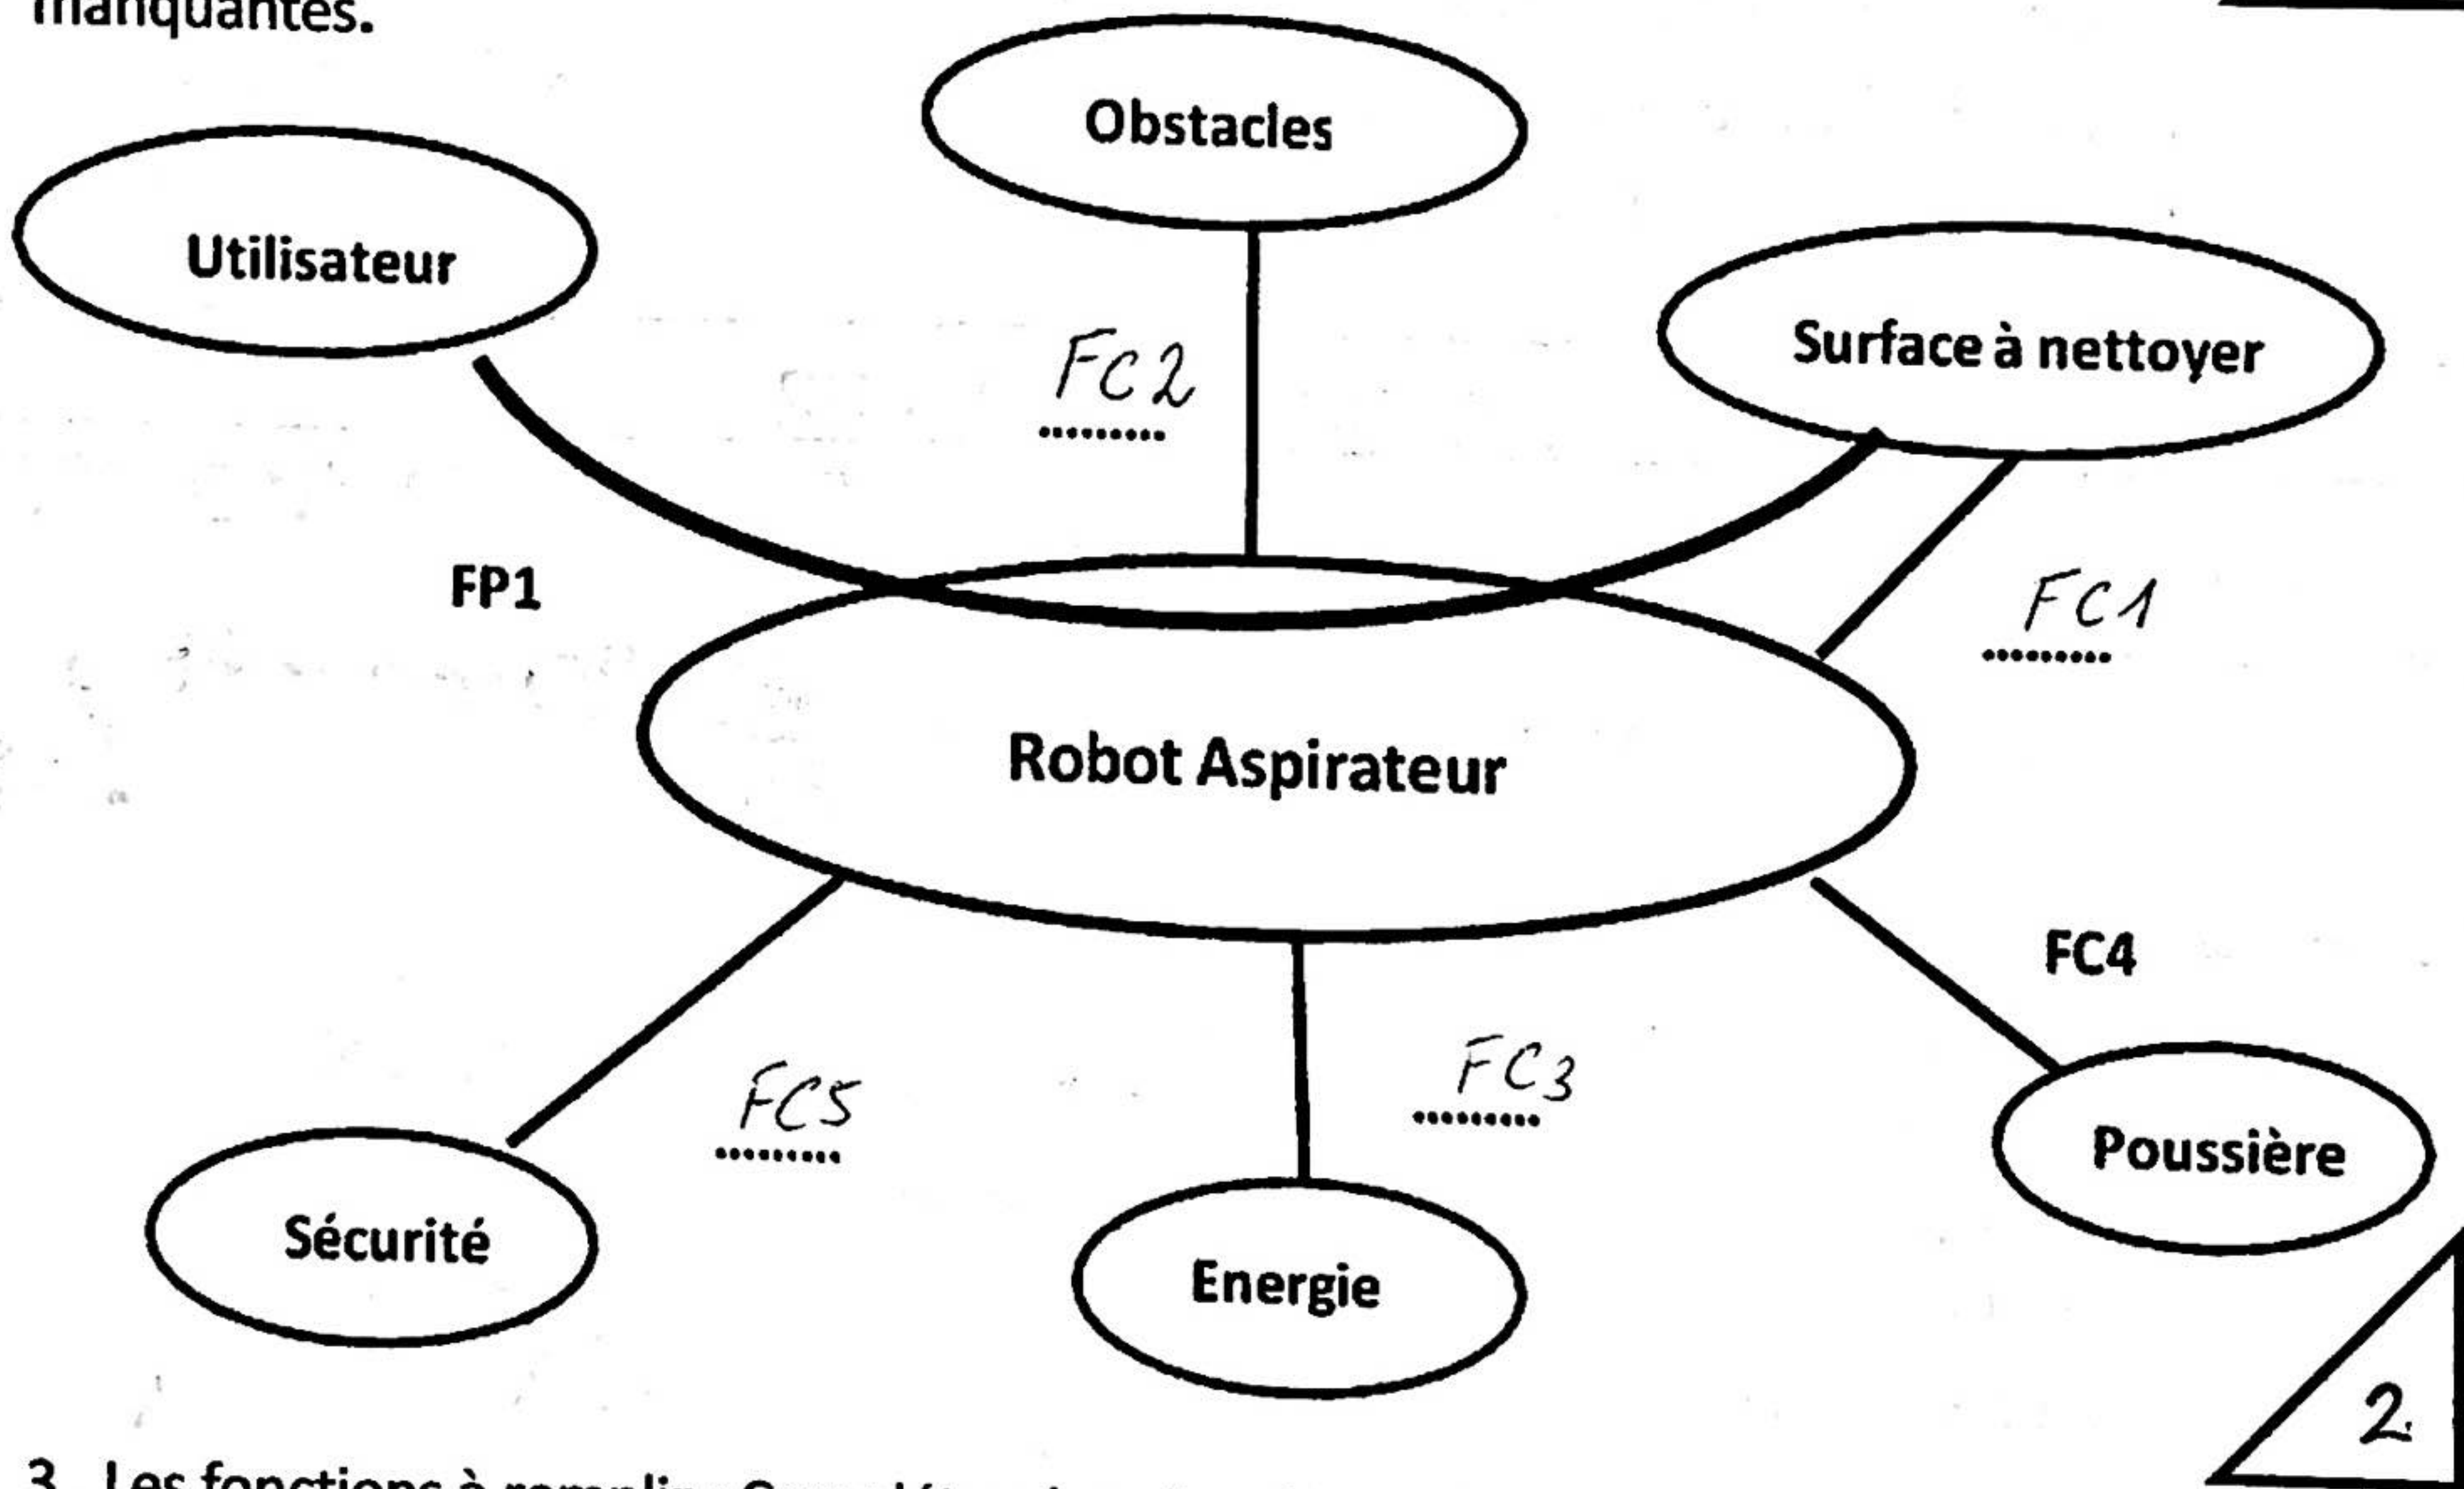 manquantes.
Obstacles
Utilisateur
Surface à nettoyer
FC2
FP1
FC1
Robot Aspirateur
FC4
FC5
FC3
Poussière
Sécurité
Energie
2
3. Les fonctions à remplir